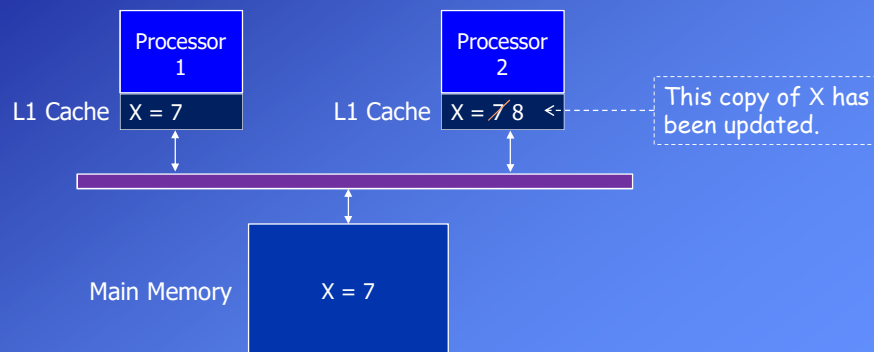 Processor
1
Processor
2
L1 Cache
X = 7
L1 Cache
X = 7 8
This copy of X has
been updated.
Main Memory
X = 7